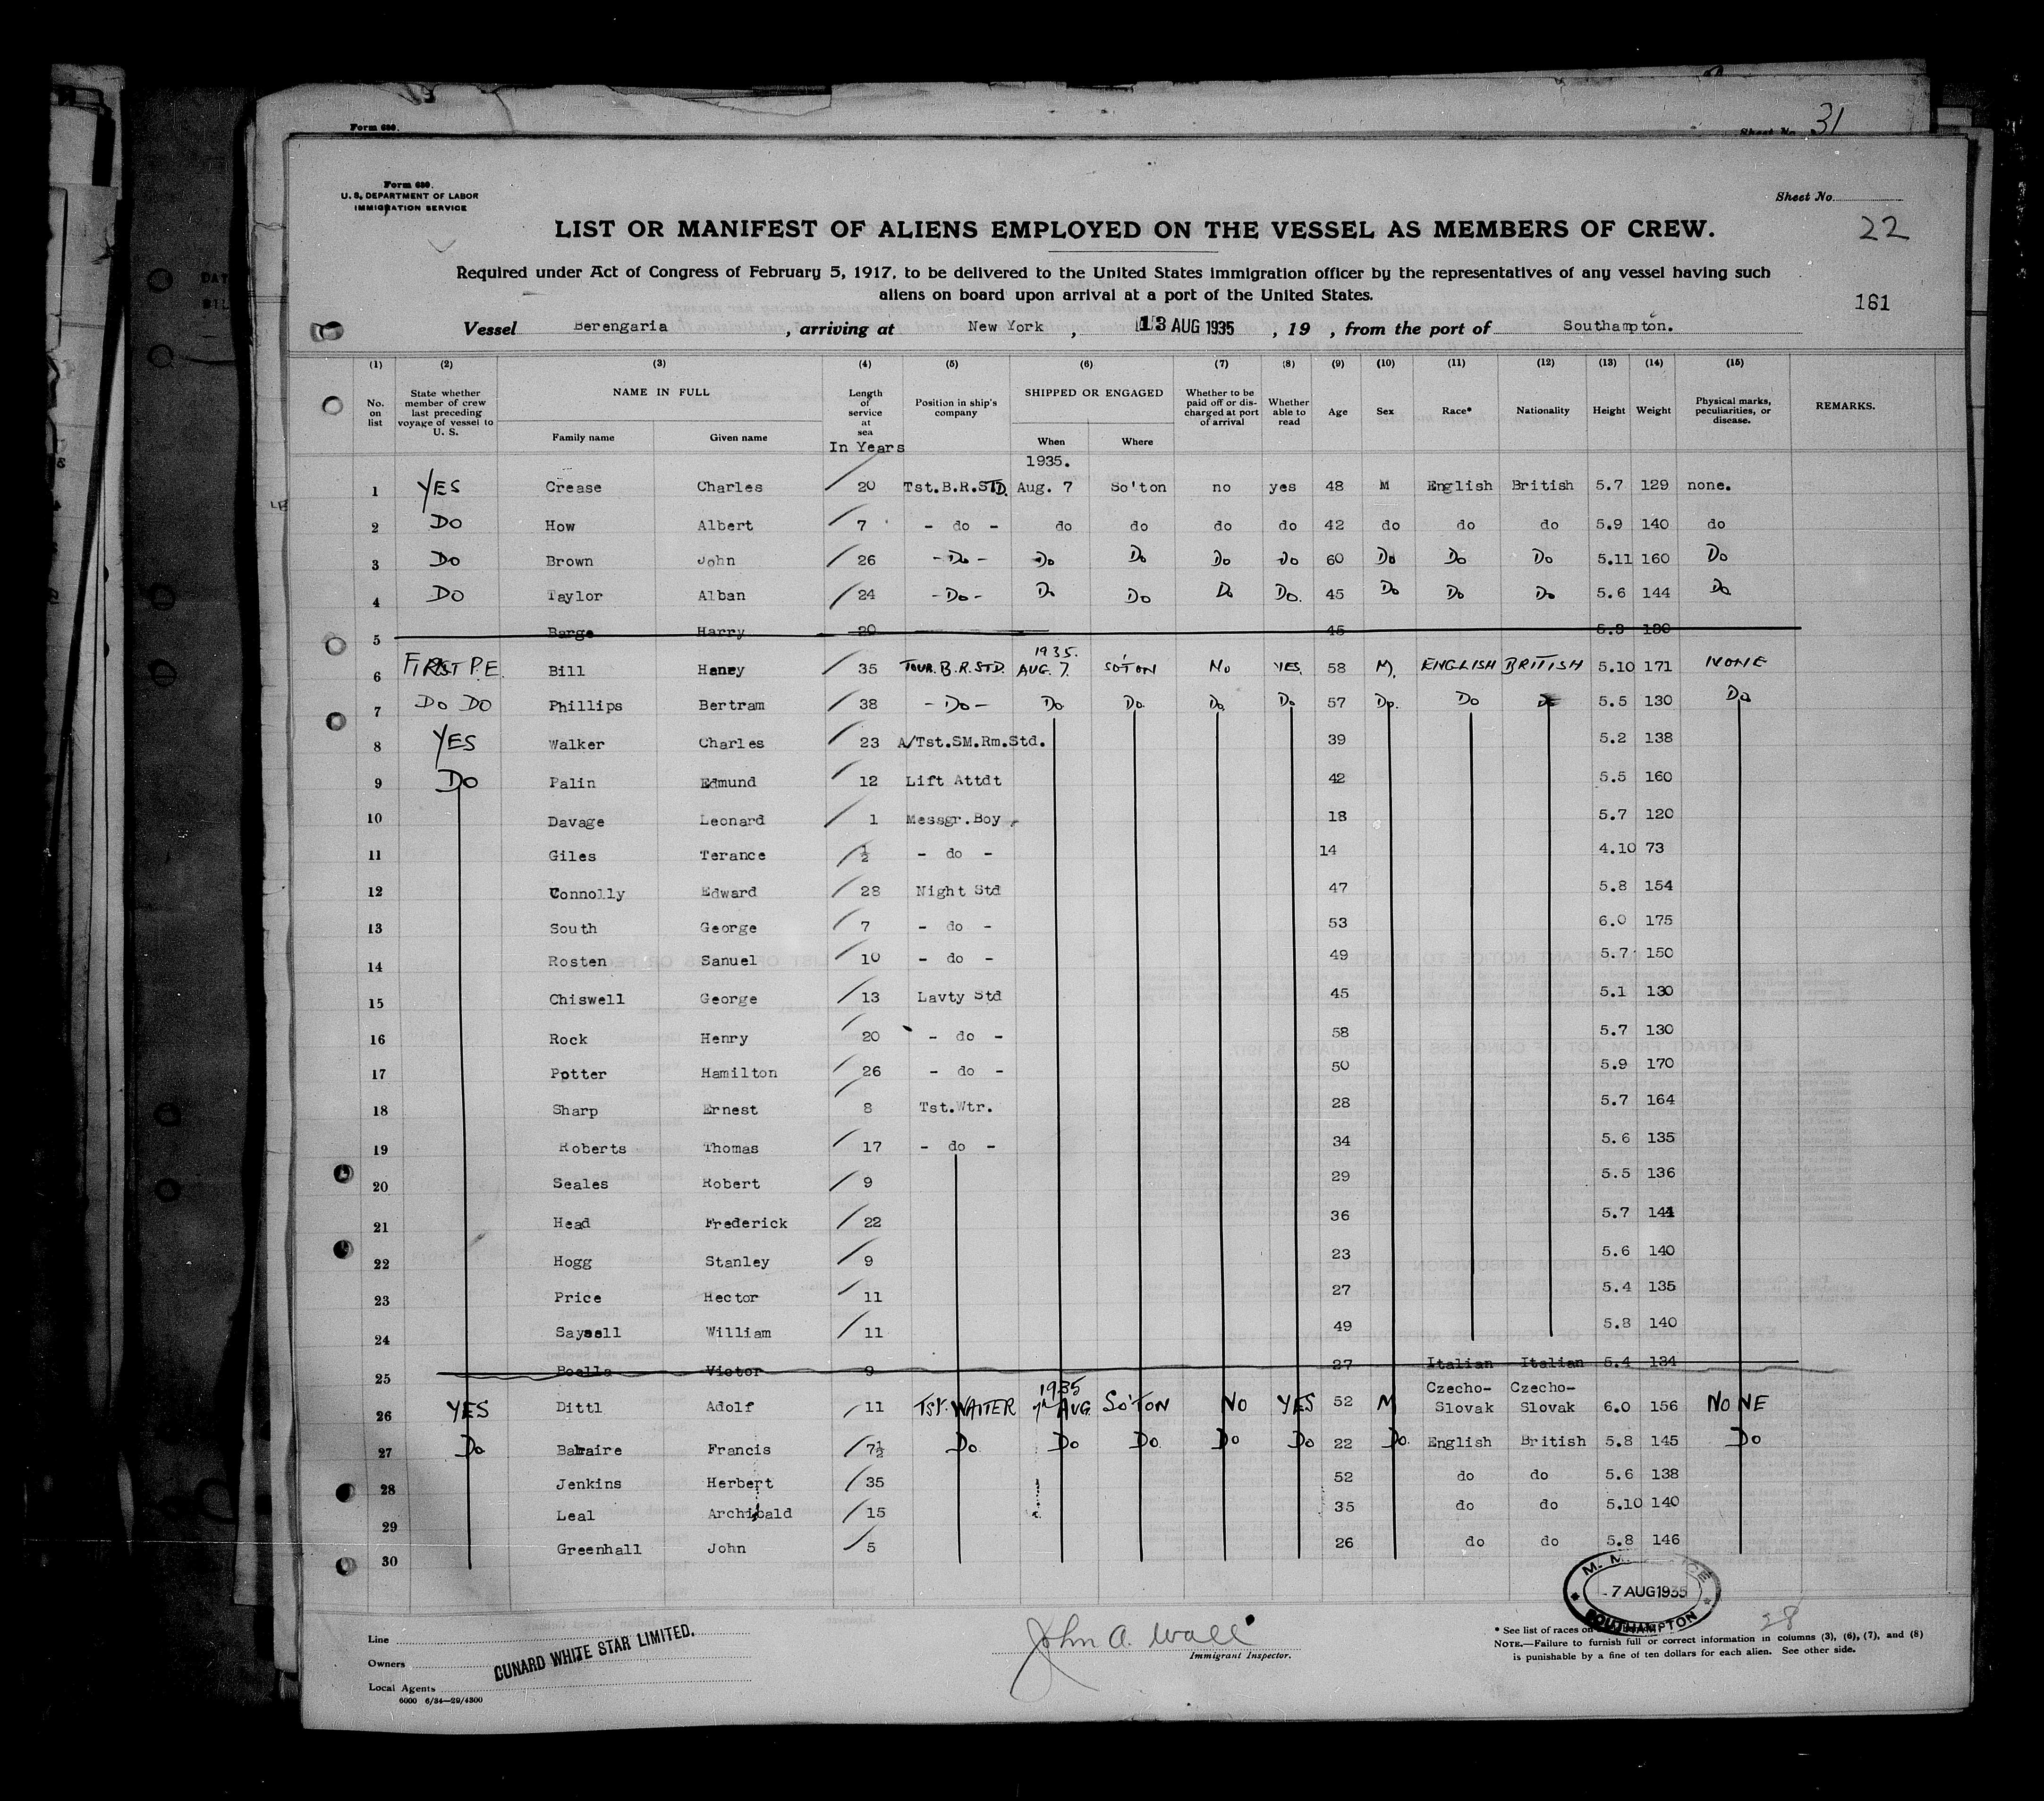 Form 680.
Sheet No. 31
Form 680.
U. S. DEPARTMENT OF LABOR
IMMIGRATION SERVICE
Sheet No.
22
LIST OR MANIFEST OF ALIENS EMPLOYED ON THE VESSEL AS MEMBERS OF CREW.
Required under Act of Congress of February 5, 1917, to be delivered to the United States immigration officer by the representatives of any vessel having such
aliens on board upon arrival at a port of the United States.
161
Vessel Berengaria , arriving at New York , 13 AUG 1935 , 19 , from the port of Southampton.
(1) (2) (3) (4) (5) (6) (7) (8) (9) (10) (11) (12) (13) (14) (15)
No. on list State whether member of crew last preceding voyage of vessel to U. S. NAME IN FULL Family name Given name Length of service at sea In Years Position in ship's company SHIPPED OR ENGAGED When Where Whether to be paid off or discharged at port of arrival Whether able to read Age Sex Race* Nationality Height Weight Physical marks, peculiarities, or disease. REMARKS.
1935.
1 YES Crease Charles 20 Tst.B.R.STD. Aug. 7 So'ton no yes 48 M English British 5.7 129 none.
2 DO How Albert 7 - do - do do do do 42 do do do 5.9 140 do
3 DO Brown John 26 - Do - Do Do Do Do 60 Do Do Do 5.11 160 Do
4 DO Taylor Alban 24 - Do - Do Do Do Do. 45 Do Do Do 5.6 144 Do
5 Barge Harry 20 45 5.8 180
1935.
6 FIRST P.E. Bill Henry 35 TOUR.B.R.STD. AUG. 7. SO'TON No YES 58 M. ENGLISH BRITISH 5.10 171 NONE
7 Do Do Phillips Bertram 38 - Do - Do Do Do Do 57 Do. Do Do 5.5 130 Do
8 YES Walker Charles 23 A/Tst.SM.Rm.Std. 39 5.2 138
9 DO Palin Edmund 12 Lift Attdt 42 5.5 160
10 Davage Leonard 1 Messgr.Boy 18 5.7 120
11 Giles Terance ½ - do - 14 4.10 73
12 Connolly Edward 28 Night Std 47 5.8 154
13 South George 7 - do - 53 6.0 175
14 Rosten Sanuel 10 - do - 49 5.7 150
15 Chiswell George 13 Lavty Std 45 5.1 130
16 Rock Henry 20 - do - 58 5.7 130
17 Potter Hamilton 26 - do - 50 5.9 170
18 Sharp Ernest 8 Tst.Wtr. 28 5.7 164
19 Roberts Thomas 17 - do - 34 5.6 135
20 Seales Robert 9 29 5.5 136
21 Head Frederick 22 36 5.7 144
22 Hogg Stanley 9 23 5.6 140
23 Price Hector 11 27 5.4 135
24 Saysell William 11 49 5.8 140
25 Boella Victor 9 27 Italian Italian 5.4 134
1935 Czecho- Czecho-
26 YES Dittl Adolf 11 TST. WAITER 7th AUG SO'TON NO YES 52 M Slovak Slovak 6.0 156 NONE
27 Do Francis 7½ Do Do Do Do Do 22 Do. English British 5.8 145 Do
28 Jenkins Herbert 35 52 do do 5.6 138
29 Leal Archibald 15 35 do do 5.10 140
30 Greenhall John 5 26 do do 5.8 146
7 AUG 1935
SOUTHAMPTON
28
Line
Owners
CUNARD WHITE STAR LIMITED.
Local Agents
6000 6/34—29/4300
John A. Wall
Immigrant Inspector.
* See list of races on
NOTE.—Failure to furnish full or correct information in columns (3), (6), (7), and (8)
is punishable by a fine of ten dollars for each alien. See other side.